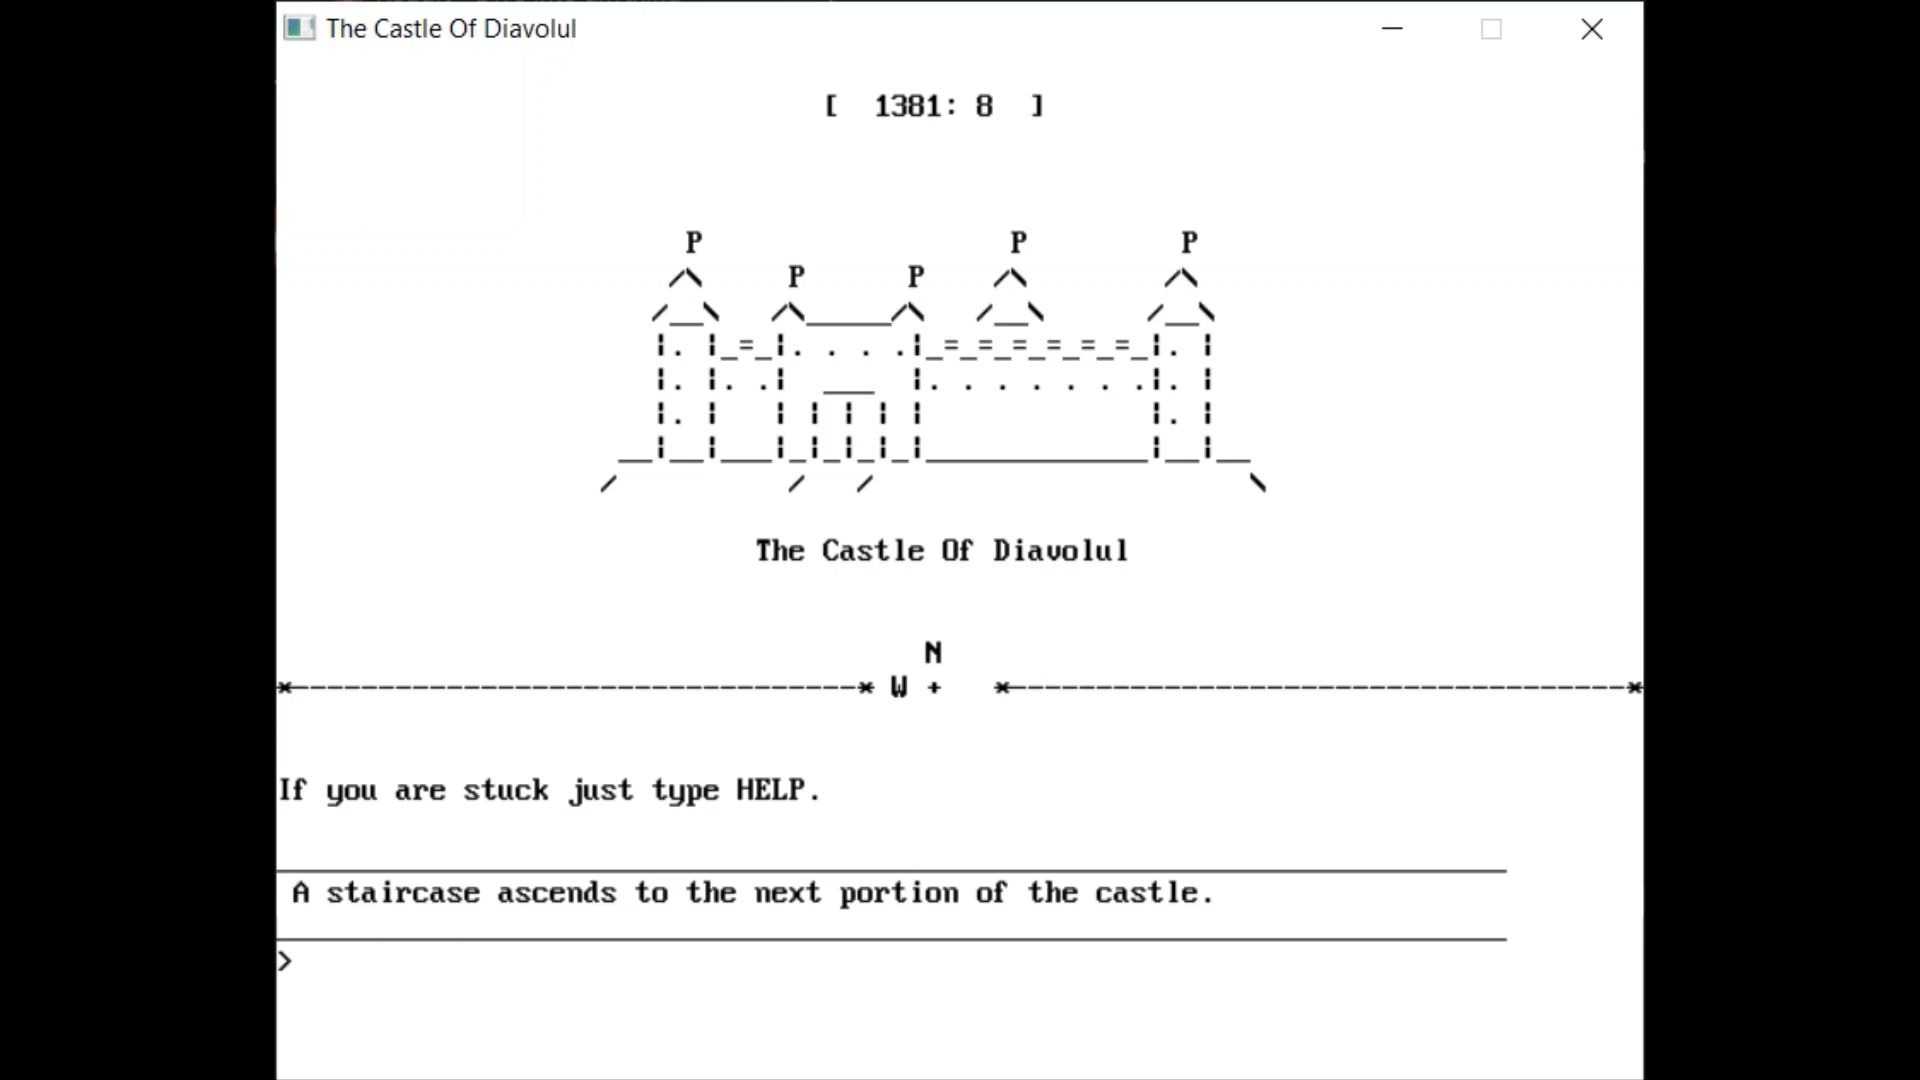 The Castle Of Diavolul
[ 1381: 8 ]
P P P
P P
The Castle Of Diavolul
N
W +
If you are stuck just type HELP.
A staircase ascends to the next portion of the castle.
>